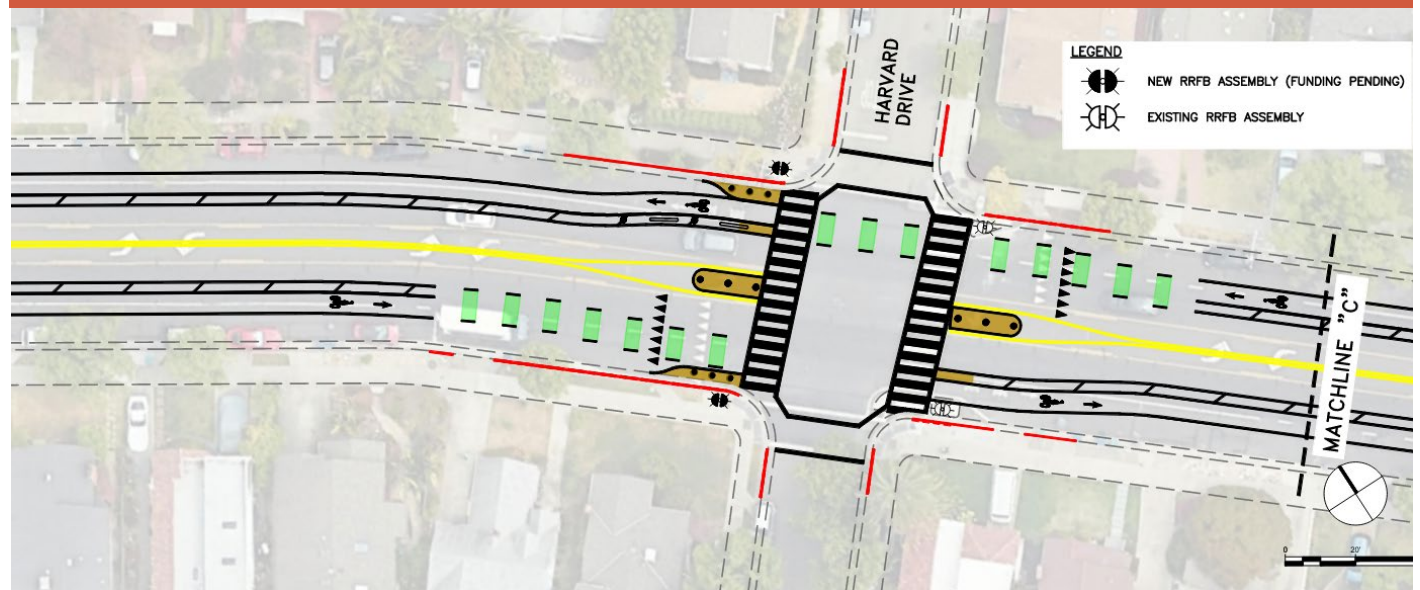 HARVARD
DRIVE
LEGEND
NEW RRFB ASSEMBLY (FUNDING PENDING)
EXISTING RRFB ASSEMBLY
MATCHLINE "C"
0 20'